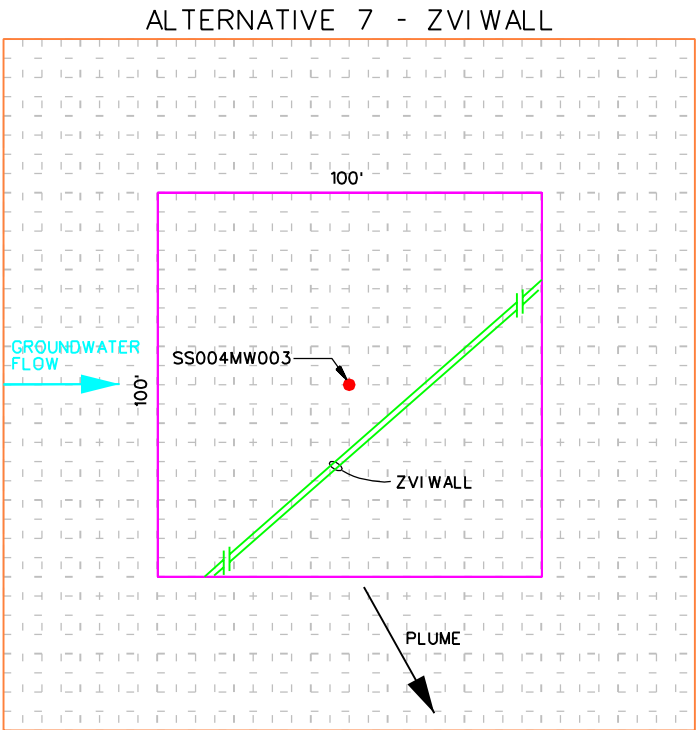 ALTERNATIVE 7 - ZVI WALL
100'
GROUNDWATER
FLOW
SS004MW003
100'
ZVI WALL
PLUME